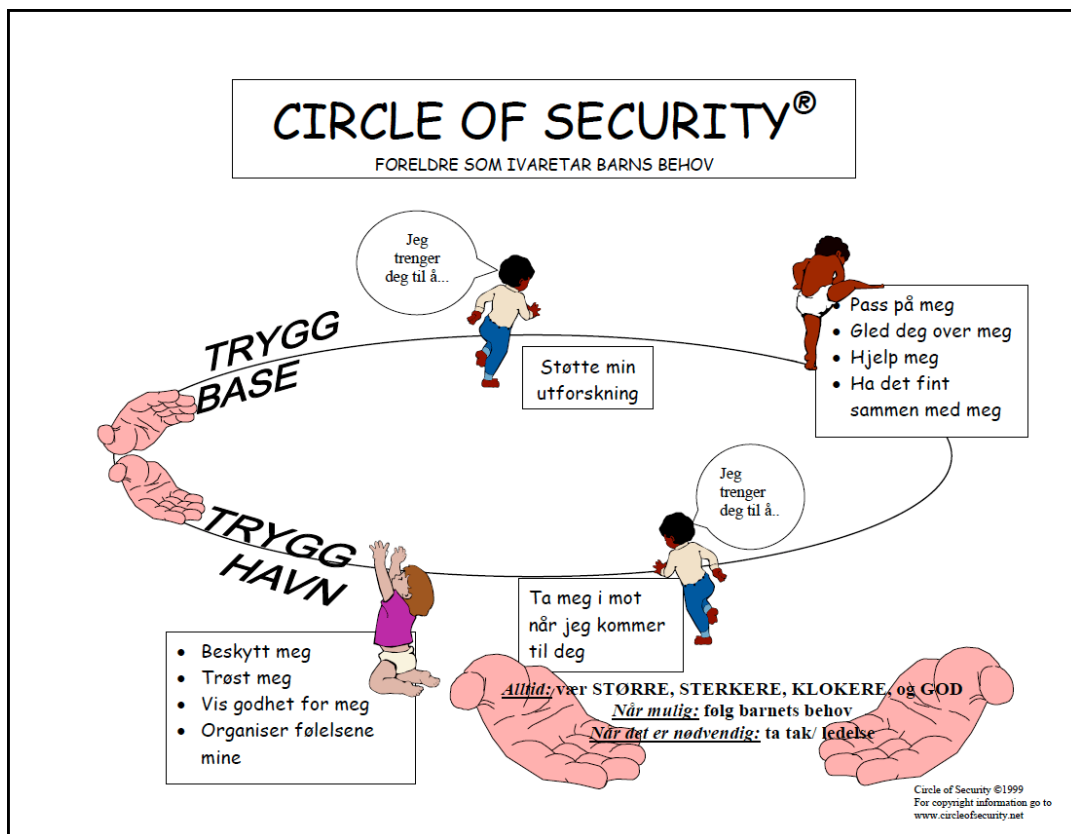 CIRCLE OF SECURITY®
FORELDRE SOM IVARETAR BARNS BEHOV
Jeg
trenger
deg til å...
TRYGG
BASE
Støtte min
utforskning
• Pass på meg
• Gled deg over meg
• Hjelp meg
• Ha det fint
sammen med meg
Jeg
trenger
deg til å..
TRYGG
HAVN
Ta meg i mot
når jeg kommer
til deg
• Beskytt meg
• Trøst meg
• Vis godhet for meg
• Organiser følelsene
mine
Alltid: vær STØRRE, STERKERE, KLOKERE, og GOD
Når mulig: følg barnets behov
Når det er nødvendig: ta tak/ ledelse
Circle of Security ©1999
For copyright information go to
www.circleofsecurity.net